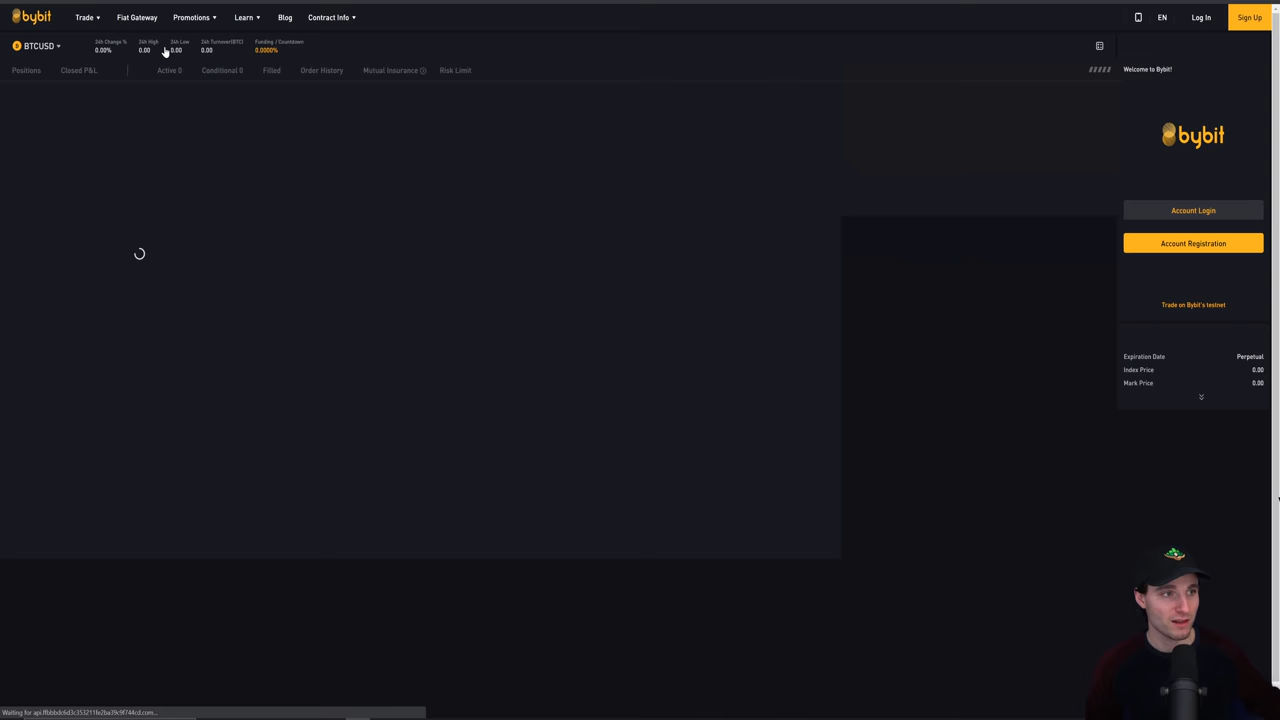 bybit
Trade
Fiat Gateway
Promotions
Learn
Blog
Contract Info
EN
Log In
Sign Up
BTCUSD
24h Change %
0.00%
24h High
0.00
24h Low
0.00
24h Turnover(BTC)
0.00
Funding / Countdown
0.0000%
Positions
Closed P&L
Active 0
Conditional 0
Filled
Order History
Mutual Insurance
Risk Limit
Welcome to Bybit!
bybit
Account Login
Account Registration
Trade on Bybit's testnet
Expiration Date
Perpetual
Index Price
0.00
Mark Price
0.00